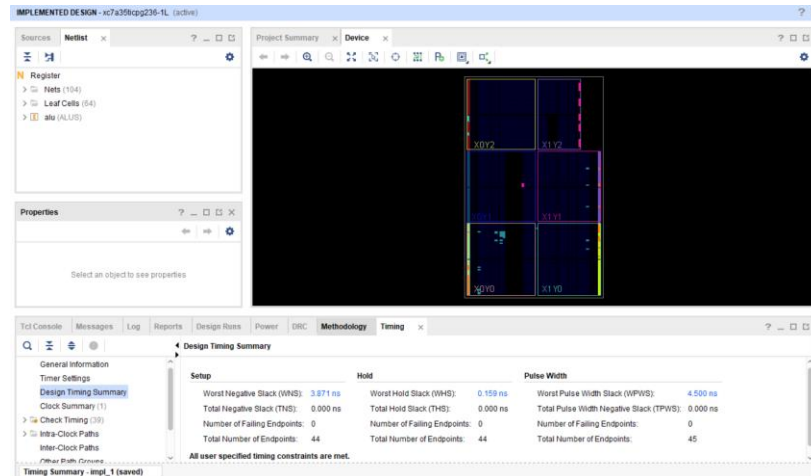 IMPLEMENTED DESIGN - xc7a35ticpg236-1L (active)
Sources Netlist
Register
Nets (104)
Leaf Cells (64)
alu (ALUS)
Properties
Select an object to see properties
Project Summary Device
X0Y2 X1Y2
X0Y1 X1Y1
X0Y0 X1Y0
Tcl Console Messages Log Reports Design Runs Power DRC Methodology Timing
Design Timing Summary
General Information
Timer Settings
Design Timing Summary
Clock Summary (1)
Check Timing (39)
Intra-Clock Paths
Inter-Clock Paths
Other Path Groups
Setup Hold Pulse Width
Worst Negative Slack (WNS): 3.871 ns Worst Hold Slack (WHS): 0.159 ns Worst Pulse Width Slack (WPWS): 4.500 ns
Total Negative Slack (TNS): 0.000 ns Total Hold Slack (THS): 0.000 ns Total Pulse Width Negative Slack (TPWS): 0.000 ns
Number of Failing Endpoints: 0 Number of Failing Endpoints: 0 Number of Failing Endpoints: 0
Total Number of Endpoints: 44 Total Number of Endpoints: 44 Total Number of Endpoints: 45
All user specified timing constraints are met.
Timing Summary - impl_1 (saved)